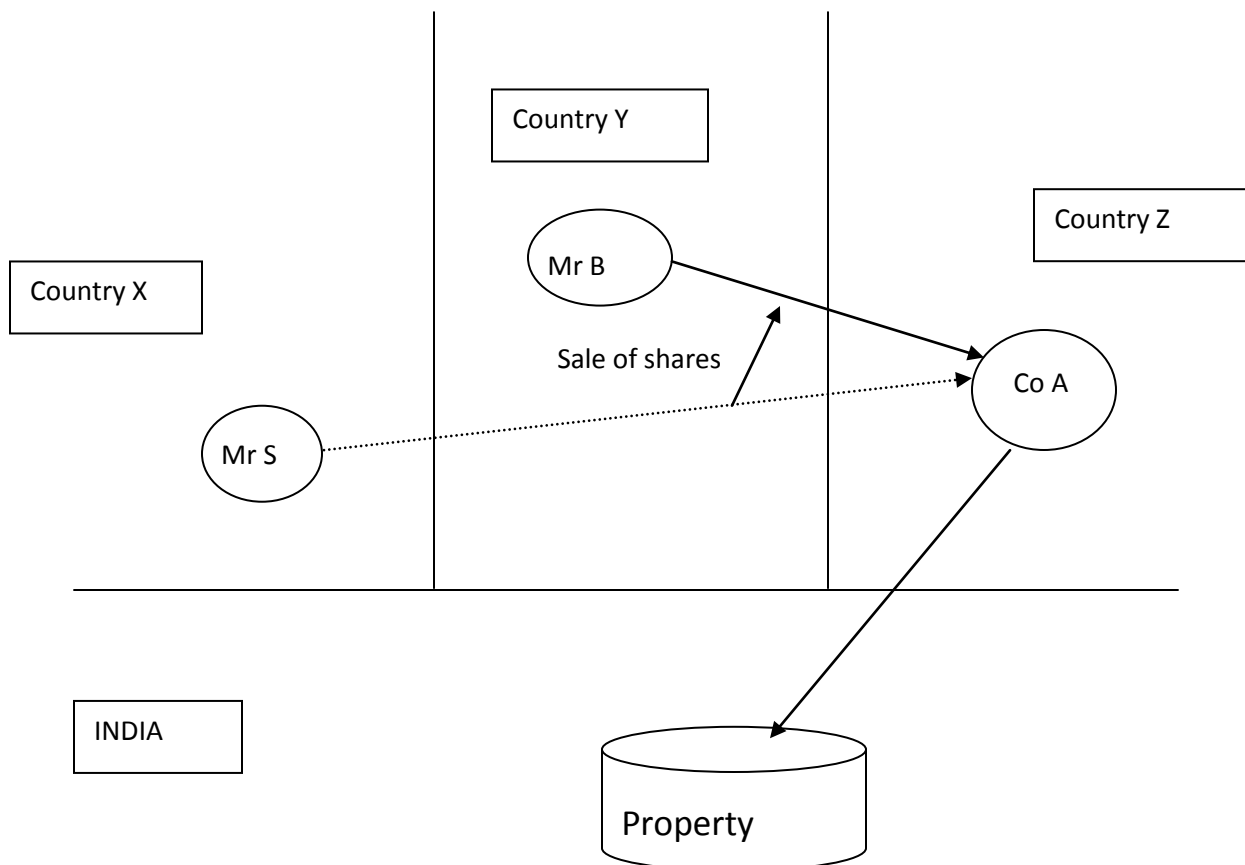 Country Y
Country Z
Mr B
Country X
Sale of shares
Co A
Mr S
INDIA
Property